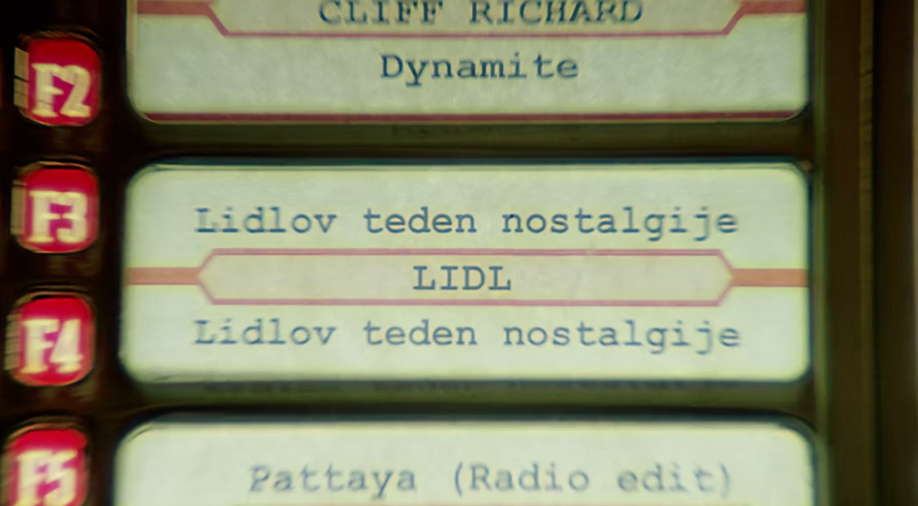 CLIFF RICHARD
F2 Dynamite
F3 Lidlov teden nostalgije
LIDL
F4 Lidlov teden nostalgije
F5 Pattaya (Radio edit)